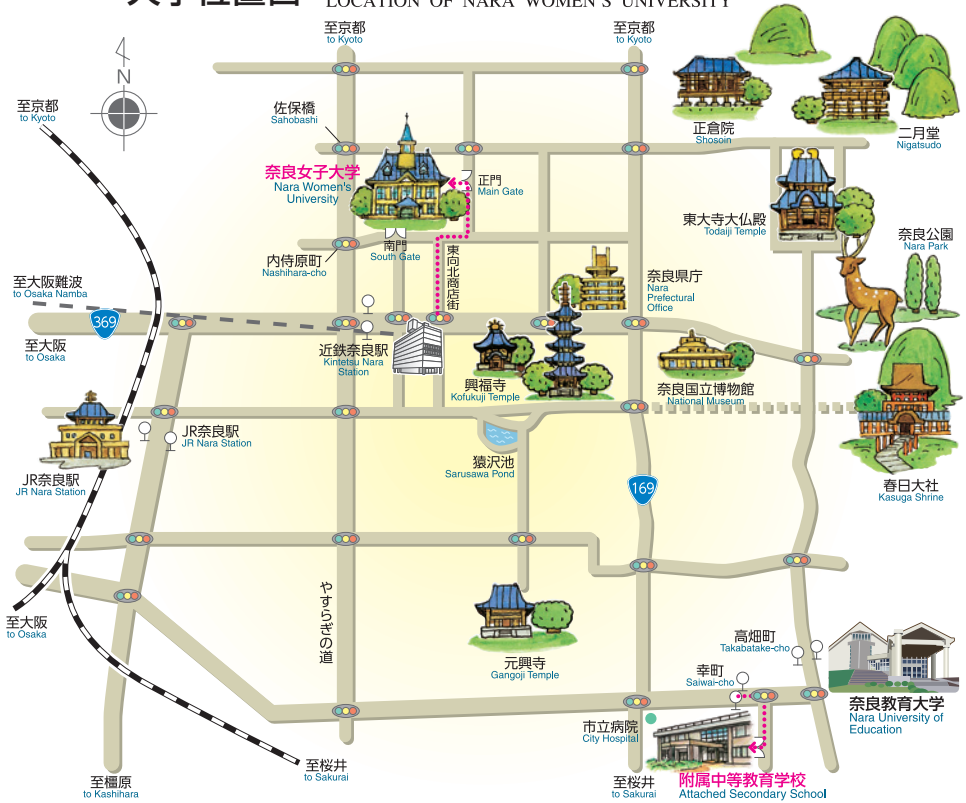 大学位置図 LOCATION OF NARA WOMEN'S UNIVERSITY
至京都
to Kyoto
至京都
to Kyoto
N
至京都
to Kyoto
佐保橋
Sahobashi
正倉院
Shosoin
二月堂
Nigatsudo
奈良女子大学
Nara Women's
University
正門
Main Gate
東大寺大仏殿
Todaiji Temple
奈良公園
Nara Park
内侍原町
Nashihara-cho
南門
South Gate
東向北商店街
奈良県庁
Nara
Prefectural
Office
至大阪難波
to Osaka Namba
369
至大阪
to Osaka
近鉄奈良駅
Kintetsu Nara
Station
興福寺
Kofukuji Temple
奈良国立博物館
National Museum
JR奈良駅
JR Nara Station
JR奈良駅
JR Nara Station
猿沢池
Sarusawa Pond
169
春日大社
Kasuga Shrine
やすらぎの道
至大阪
to Osaka
元興寺
Gangoji Temple
高畑町
Takabatake-cho
幸町
Saiwai-cho
奈良教育大学
Nara University of
Education
市立病院
City Hospital
至橿原
to Kashihara
至桜井
to Sakurai
至桜井
to Sakurai
附属中等教育学校
Attached Secondary School